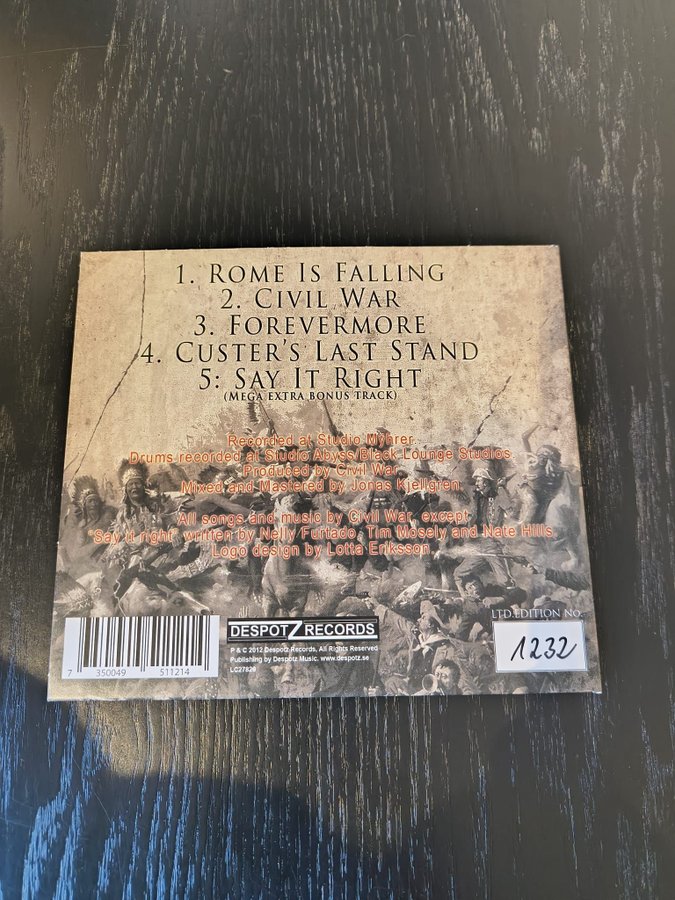 1. Rome Is Falling
2. Civil War
3. Forevermore
4. Custer's Last Stand
5: Say It Right
(Mega extra bonus track)
Recorded at Studio Myhrer.
Drums recorded at Studio Abyss/Black Lounge Studios.
Produced by Civil War.
Mixed and Mastered by Jonas Kjellgren.
All songs and music by Civil War, except
"Say it right" written by Nelly Furtado, Tim Mosely and Nate Hills.
Logo design by Lotta Eriksson.
LTD.EDITION NO.
1232
DESPOTZ RECORDS
P & C 2012 Despotz Records. All Rights Reserved
Publishing by Despotz Music. www.despotz.se
LC27829
7 350049 511214